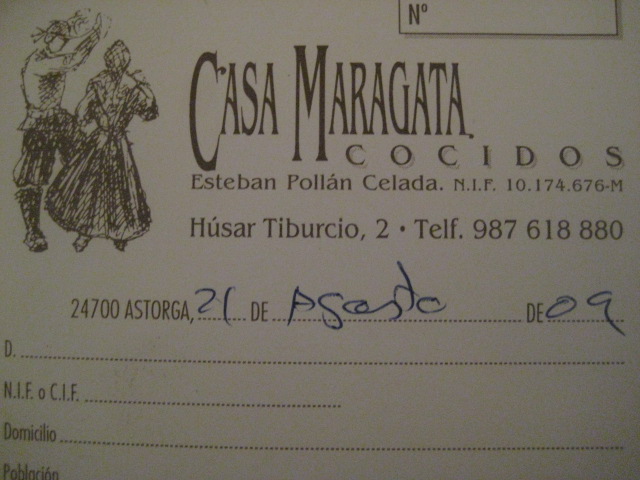 Nº
CASA MARAGATA.
COCIDOS
Esteban Pollán Celada. N.I.F. 10.174.676-M
Húsar Tiburcio, 2 • Telf. 987 618 880
24700 ASTORGA, 21 DE Agosto DE 09
D.
N.I.F. o C.I.F.
Domicilio
Población